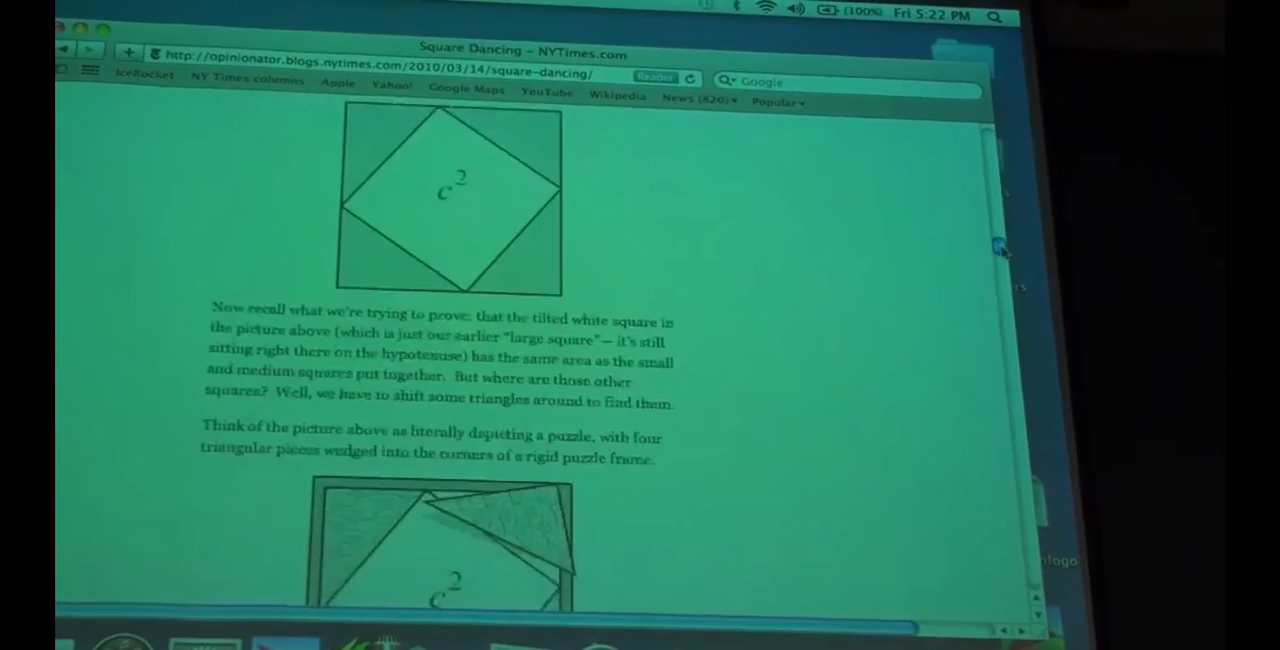 (100%) Fri 5:22 PM
Square Dancing – NYTimes.com
http://opinionator.blogs.nytimes.com/2010/03/14/square-dancing/
Reader
Google
IceRocket NY Times columns Apple Yahoo! Google Maps YouTube Wikipedia News (820) Popular
c²
Now recall what we're trying to prove: that the tilted white square in
the picture above (which is just our earlier "large square"— it's still
sitting right there on the hypotenuse) has the same area as the small
and medium squares put together. But where are those other
squares? Well, we have to shift some triangles around to find them.
Think of the picture above as literally depicting a puzzle, with four
triangular pieces wedged into the corners of a rigid puzzle frame.
c²